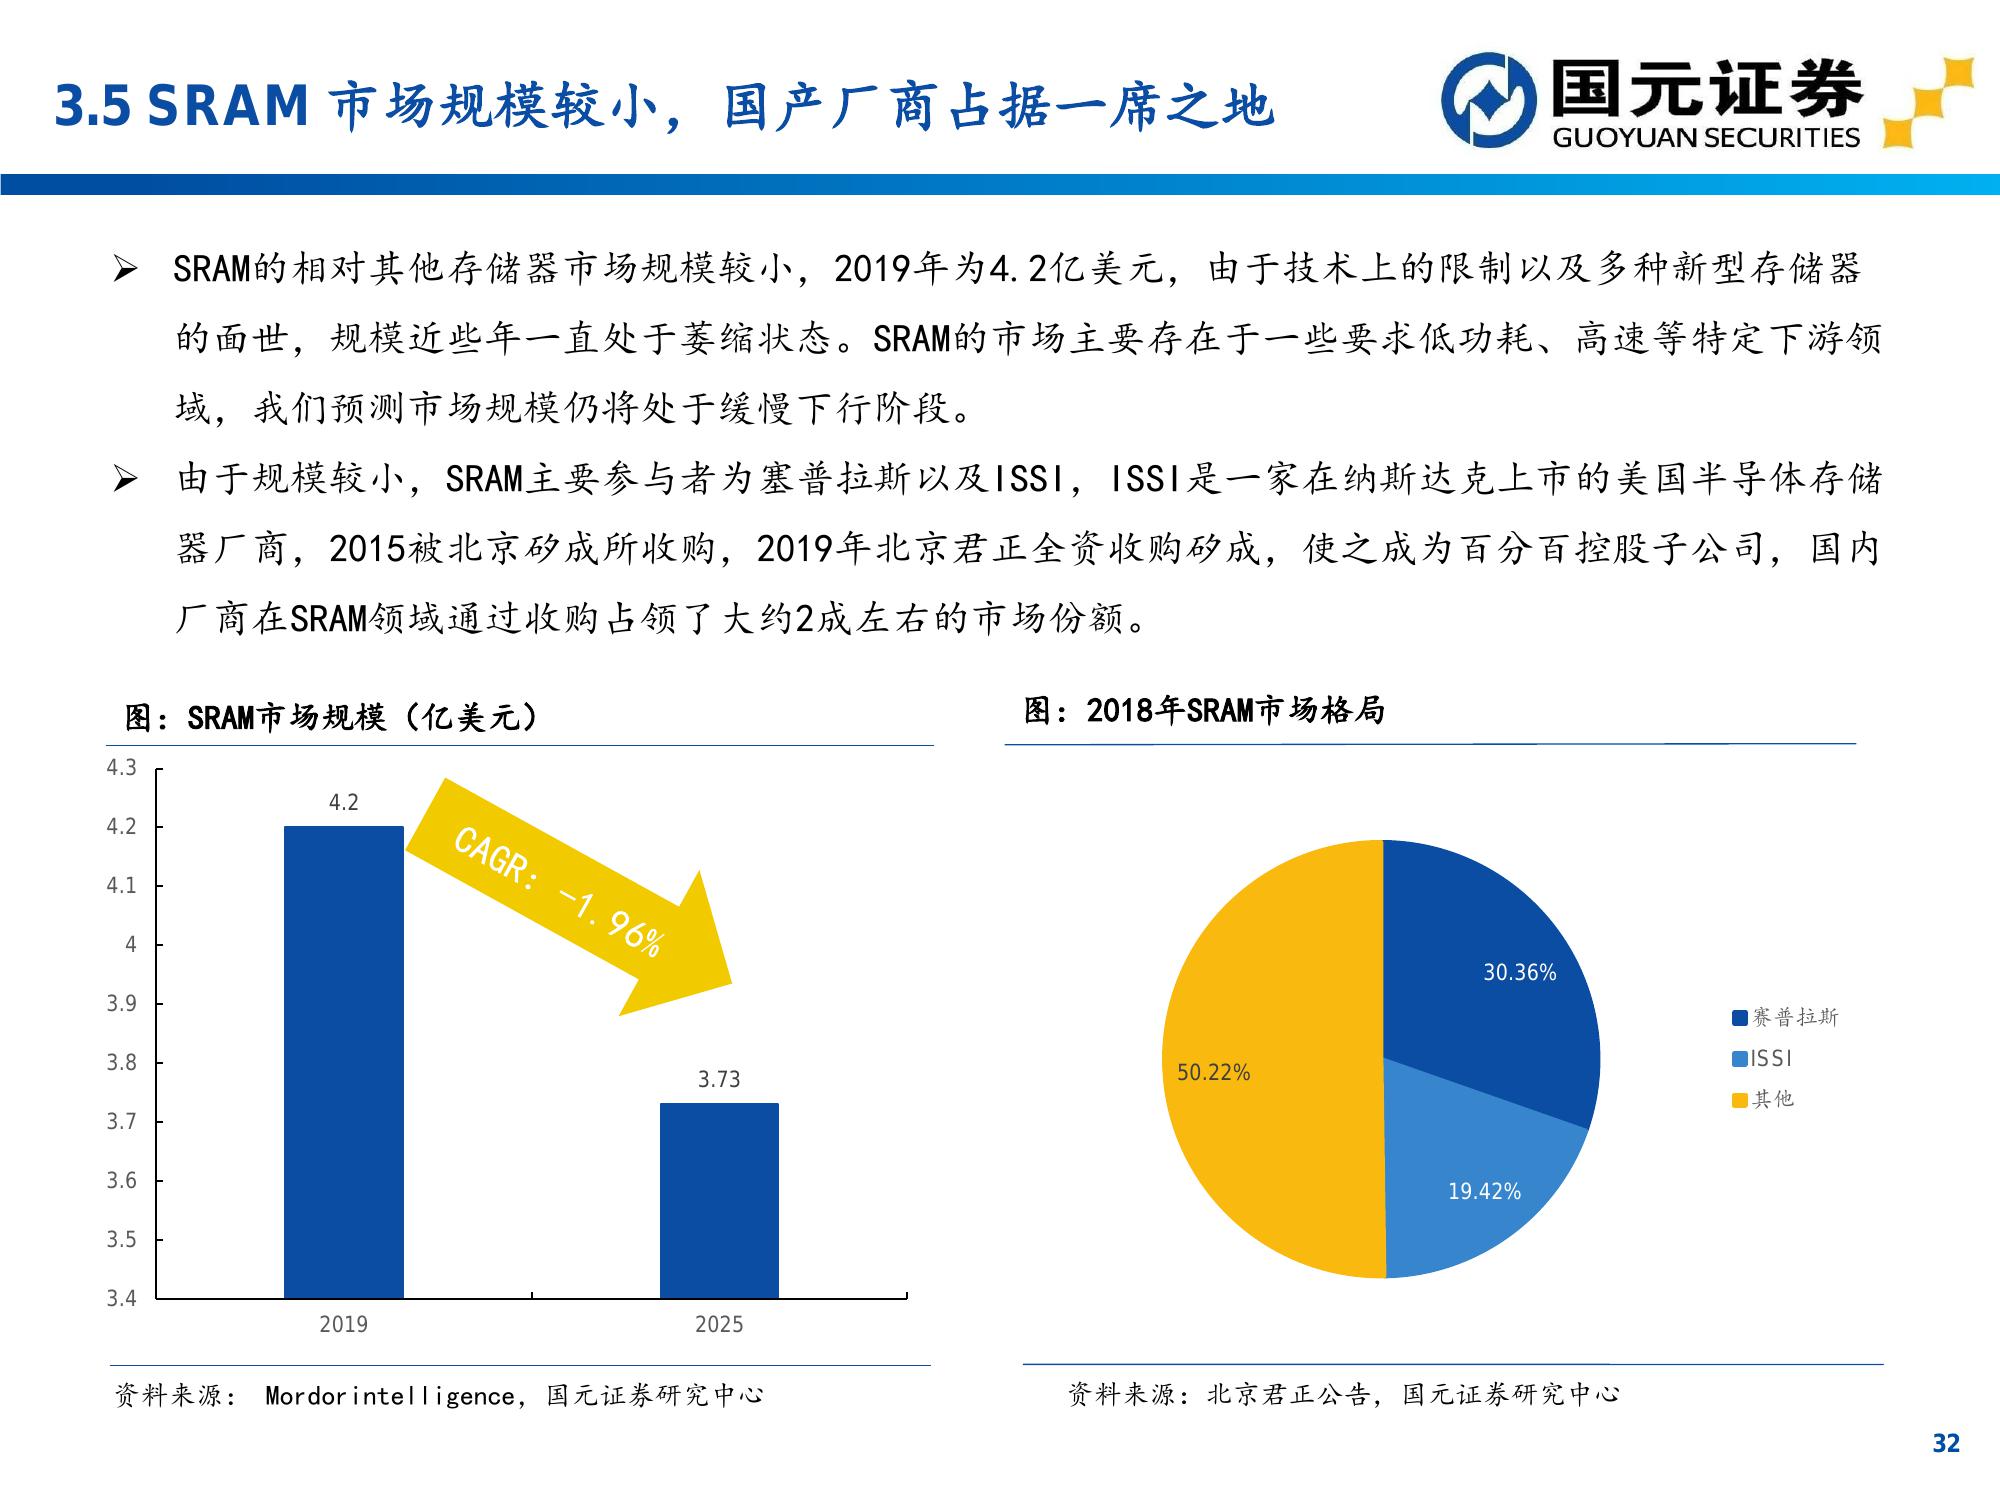 3.5 SRAM 市场规模较小，国产厂商占据一席之地
国元证券
GUOYUAN SECURITIES
➢ SRAM的相对其他存储器市场规模较小，2019年为4.2亿美元，由于技术上的限制以及多种新型存储器
的面世，规模近些年一直处于萎缩状态。SRAM的市场主要存在于一些要求低功耗、高速等特定下游领
域，我们预测市场规模仍将处于缓慢下行阶段。
➢ 由于规模较小，SRAM主要参与者为塞普拉斯以及ISSI，ISSI是一家在纳斯达克上市的美国半导体存储
器厂商，2015被北京矽成所收购，2019年北京君正全资收购矽成，使之成为百分百控股子公司，国内
厂商在SRAM领域通过收购占领了大约2成左右的市场份额。
图：SRAM市场规模（亿美元）
4.3
4.2
4.1
4
3.9
3.8
3.7
3.6
3.5
3.4
4.2
CAGR：-1.96%
3.73
2019
2025
资料来源： Mordorintelligence，国元证券研究中心
图：2018年SRAM市场格局
30.36%
50.22%
19.42%
赛普拉斯
ISSI
其他
资料来源：北京君正公告，国元证券研究中心
32